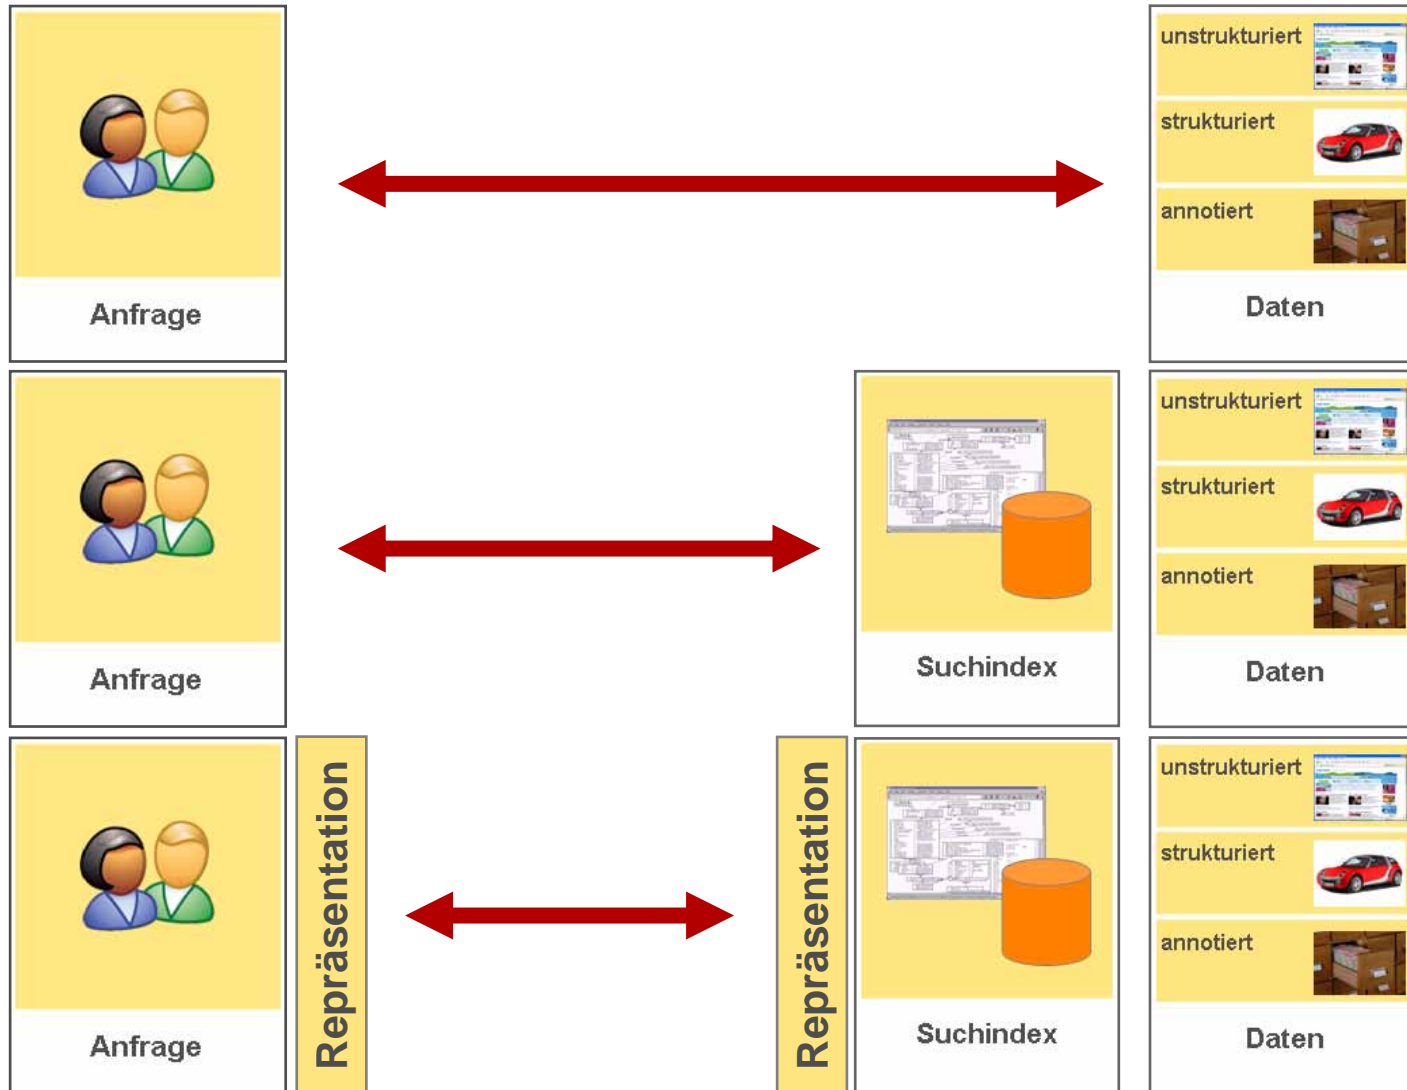 unstrukturiert
strukturiert
annotiert
Anfrage
Daten
unstrukturiert
strukturiert
annotiert
Anfrage
Suchindex
Daten
Repräsentation
Repräsentation
unstrukturiert
strukturiert
annotiert
Anfrage
Suchindex
Daten